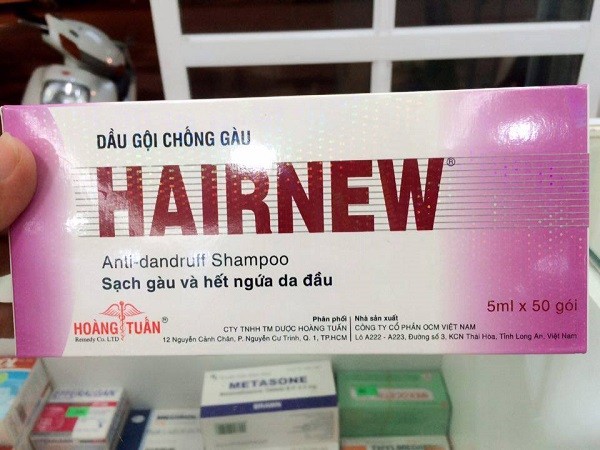 DẦU GỘI CHỐNG GÀU
HAIRNEW®
Anti-dandruff Shampoo
Sạch gàu và hết ngứa da đầu
5ml x 50 gói
HOÀNG TUẤN®
Remedy Co. LTD
Phân phối
CTY TNHH TM DƯỢC HOÀNG TUẤN
12 Nguyễn Cảnh Chân, P. Nguyễn Cư Trinh, Q. 1, TP.HCM
Nhà sản xuất
CÔNG TY CỔ PHẦN OCM VIỆT NAM
Lô A222 - A223, Đường số 3, KCN Thái Hòa, Tỉnh Long An, Việt Nam
METASONE